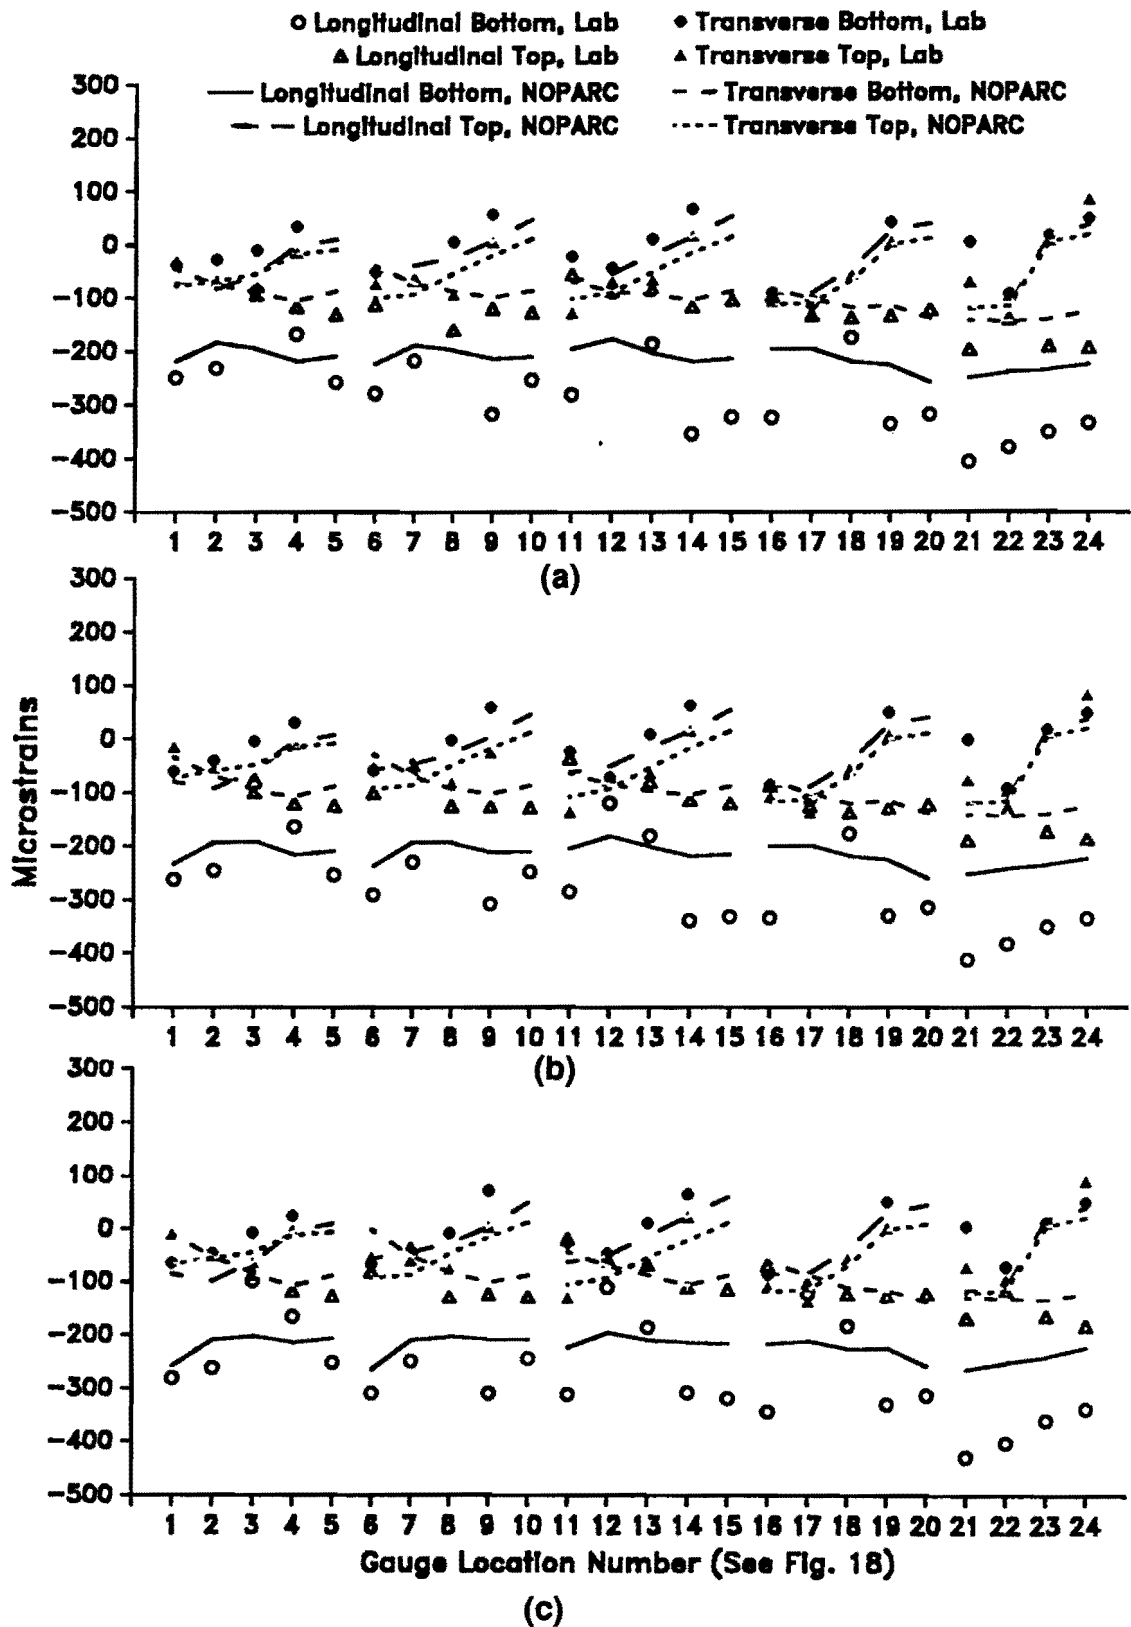 Longitudinal Bottom, Lab
Transverse Bottom, Lab
Longitudinal Top, Lab
Transverse Top, Lab
Longitudinal Bottom, NOPARC
Transverse Bottom, NOPARC
Longitudinal Top, NOPARC
Transverse Top, NOPARC
300
200
100
0
-100
-200
-300
-400
-500
1 2 3 4 5 6 7 8 9 10 11 12 13 14 15 16 17 18 19 20 21 22 23 24
(a)
300
200
100
0
-100
-200
-300
-400
-500
1 2 3 4 5 6 7 8 9 10 11 12 13 14 15 16 17 18 19 20 21 22 23 24
(b)
Microstrains
300
200
100
0
-100
-200
-300
-400
-500
1 2 3 4 5 6 7 8 9 10 11 12 13 14 15 16 17 18 19 20 21 22 23 24
Gauge Location Number (See Fig. 18)
(c)